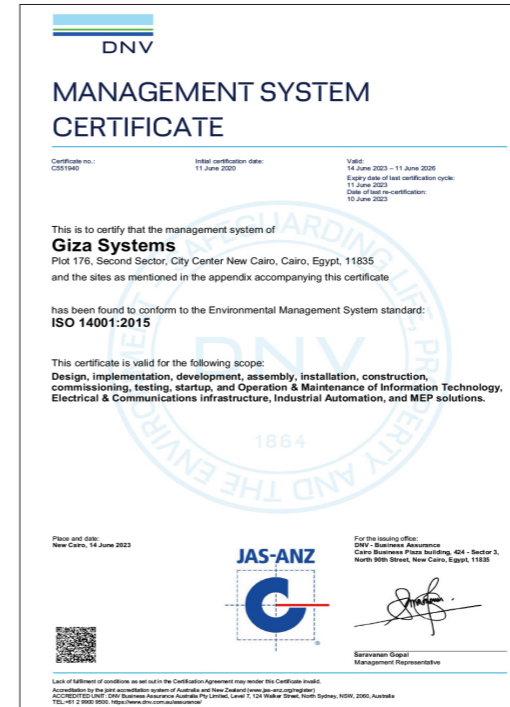 DNV
MANAGEMENT SYSTEM
CERTIFICATE
Certificate no.:
C551940
Initial certification date:
11 June 2020
Valid:
14 June 2023 – 11 June 2026
Expiry date of last certification cycle:
11 June 2023
Date of last re-certification:
10 June 2023
This is to certify that the management system of
Giza Systems
Plot 176, Second Sector, City Center New Cairo, Cairo, Egypt, 11835
and the sites as mentioned in the appendix accompanying this certificate
has been found to conform to the Environmental Management System standard:
ISO 14001:2015
This certificate is valid for the following scope:
Design, implementation, development, assembly, installation, construction,
commissioning, testing, startup, and Operation & Maintenance of Information Technology,
Electrical & Communications infrastructure, Industrial Automation, and MEP solutions.
SAFEGUARDING LIFE, PROPERTY AND THE ENVIRONMENT
DNV
1864
Place and date:
New Cairo, 14 June 2023
JAS-ANZ
For the issuing office:
DNV - Business Assurance
Cairo Business Plaza building, 424 - Sector 3,
North 90th Street, New Cairo, Egypt, 11835
Saravanan Gopal
Management Representative
Lack of fulfilment of conditions as set out in the Certification Agreement may render this Certificate invalid.
Accreditation by the joint accreditation system of Australia and New Zealand (www.jas-anz.org/register)
ACCREDITED UNIT: DNV Business Assurance Australia Pty Limited, Level 7, 124 Walker Street, North Sydney, NSW, 2060, Australia
TEL:+61 2 9900 9500. https://www.dnv.com.au/assurance/